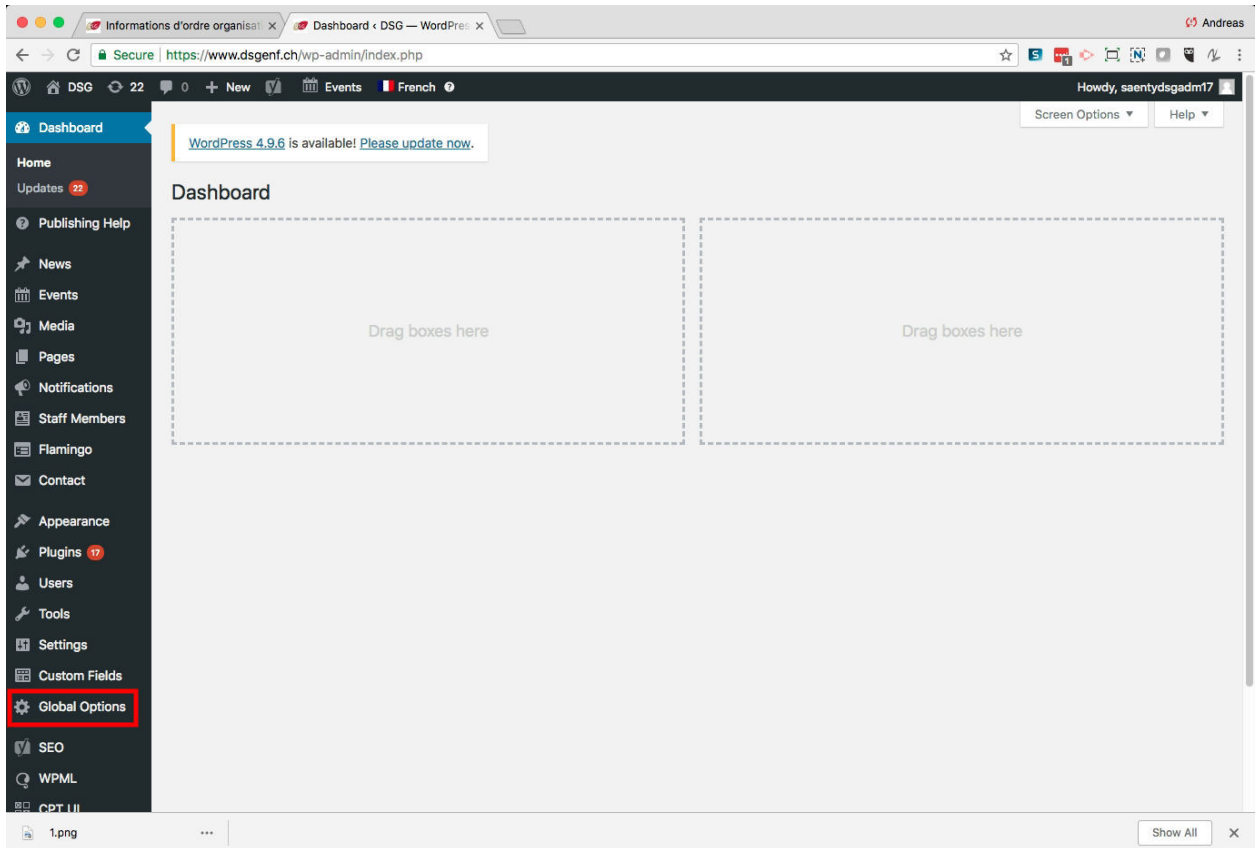 Informations d'ordre organisati
Dashboard ‹ DSG — WordPres
Andreas
Secure | https://www.dsgenf.ch/wp-admin/index.php
DSG 22 0 + New Events French
Howdy, saentydsgadm17
Screen Options ▼ Help ▼
Dashboard
WordPress 4.9.6 is available! Please update now.
Home
Updates 22
Dashboard
Publishing Help
News
Events
Media
Drag boxes here Drag boxes here
Pages
Notifications
Staff Members
Flamingo
Contact
Appearance
Plugins 17
Users
Tools
Settings
Custom Fields
Global Options
SEO
WPML
CPT UI
1.png
Show All